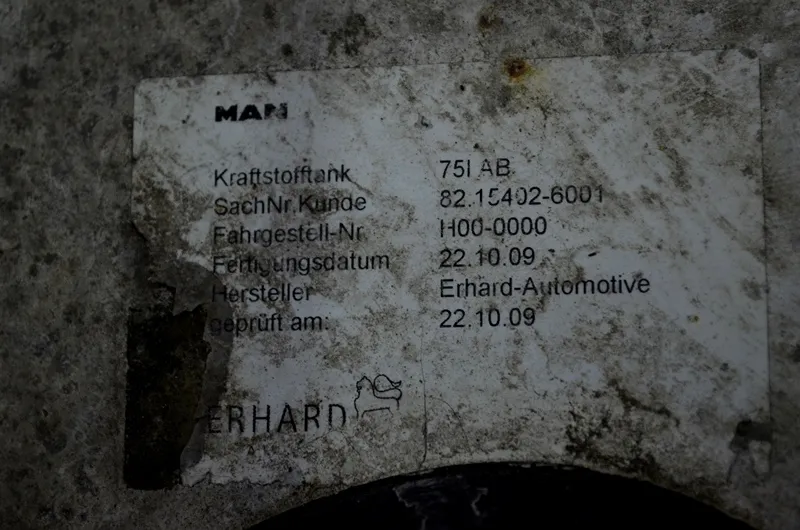 MAN
Kraftstofftank 75l AB
SachNr.Kunde 82.15402-6001
Fahrgestell-Nr. H00-0000
Fertigungsdatum 22.10.09
Hersteller Erhard-Automotive
geprüft am: 22.10.09
ERHARD